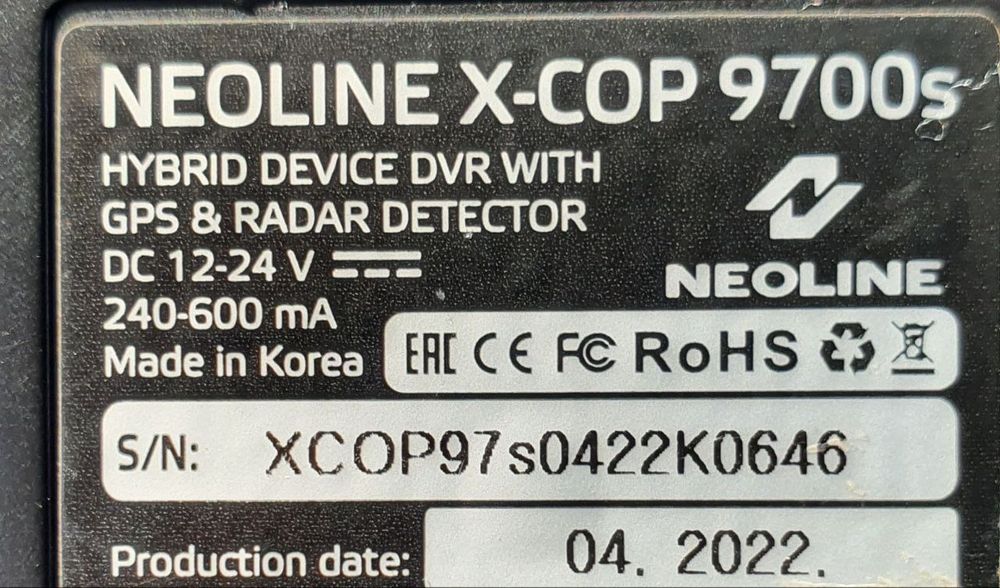 NEOLINE X-COP 9700s
HYBRID DEVICE DVR WITH
GPS & RADAR DETECTOR
DC 12-24 V
240-600 mA
Made in Korea
NEOLINE
EAC CE FC RoHS
S/N: XCOP97s0422K0646
Production date: 04. 2022.